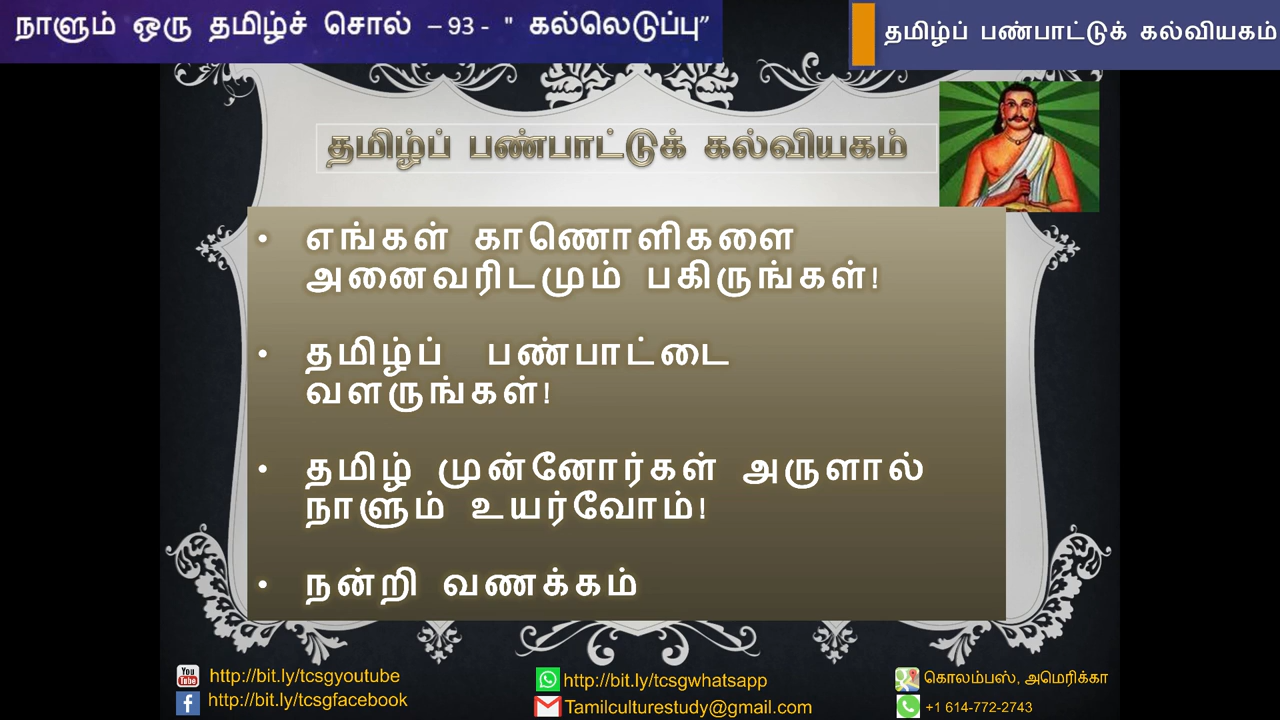 நாளும் ஒரு தமிழ்ச் சொல் – 93 - " கல்லெடுப்பு”
தமிழ்ப் பண்பாட்டுக் கல்வியகம்
தமிழ்ப் பண்பாட்டுக் கல்வியகம்
• எங்கள் காணொளிகளை
அனைவரிடமும் பகிருங்கள்!
• தமிழ்ப் பண்பாட்டை
வளருங்கள்!
• தமிழ் முன்னோர்கள் அருளால்
நாளும் உயர்வோம்!
• நன்றி வணக்கம்
You Tube http://bit.ly/tcsgyoutube
http://bit.ly/tcsgfacebook
http://bit.ly/tcsgwhatsapp
Tamilculturestudy@gmail.com
கொலம்பஸ், அமெரிக்கா
+1 614-772-2743